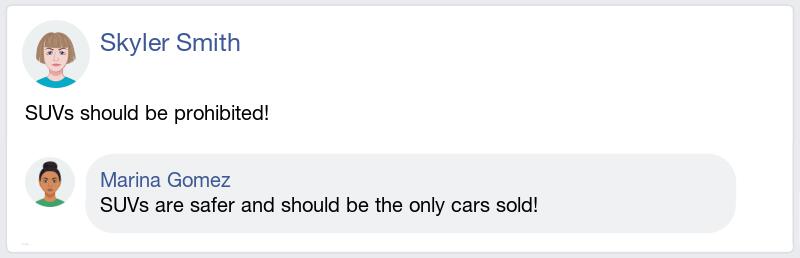 Skyler Smith
SUVs should be prohibited!
Marina Gomez
SUVs are safer and should be the only cars sold!